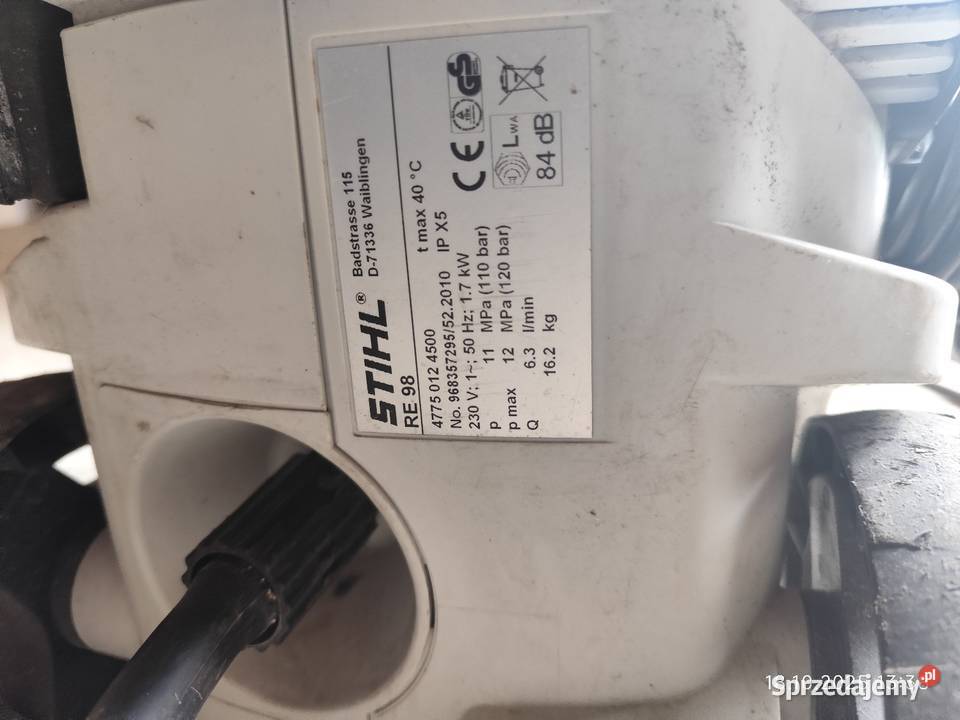 STIHL® Badstrasse 115
D-71336 Waiblingen
RE 98 t max 40 °C
4775 012 4500
No. 968357295/52.2010 IP X5
230 V; 1~; 50 Hz; 1.7 kW
p 11 MPa (110 bar)
p max 12 MPa (120 bar)
Q 6.3 l/min
16.2 kg
CE GS
LWA
84 dB
Sprzedajemy .pl